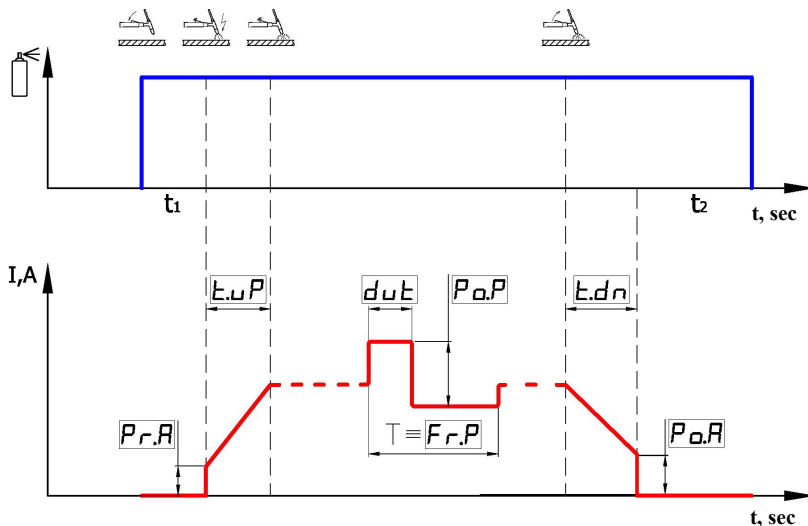 t1
t2
t, sec
I,A
t.uP
dut
Po.P
t.dn
Pr.A
T ≡ Fr.P
Po.A
t, sec